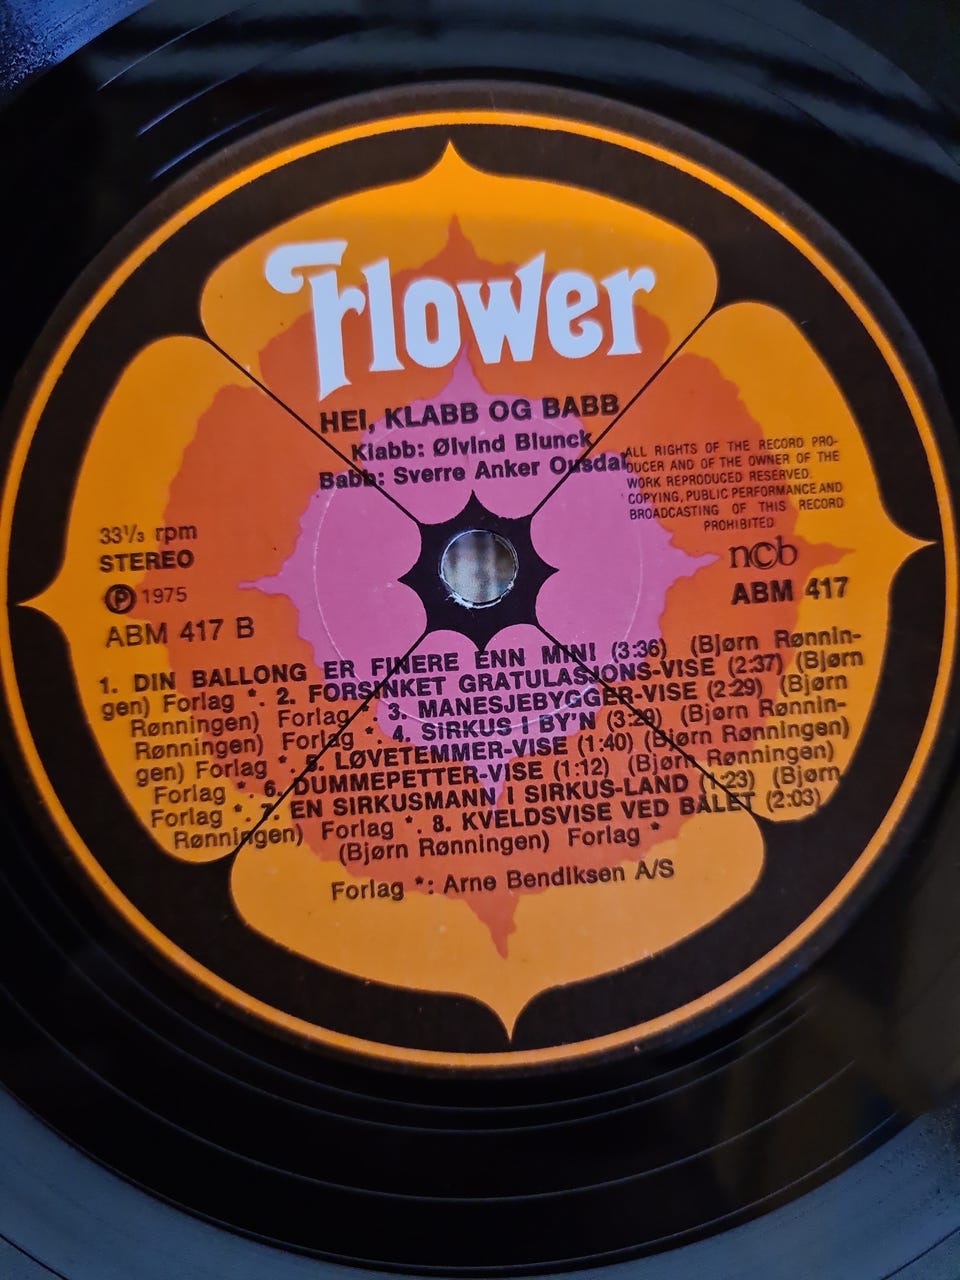 Flower
HEI, KLABB OG BABB
Klabb: Øivind Blunck
Babb: Sverre Anker Ousdal
ALL RIGHTS OF THE RECORD PRO-
DUCER AND OF THE OWNER OF THE
WORK REPRODUCED RESERVED.
COPYING, PUBLIC PERFORMANCE AND
BROADCASTING OF THIS RECORD
PROHIBITED
33⅓ rpm
STEREO
Ⓟ 1975
ABM 417 B
n©b
ABM 417
1. DIN BALLONG ER FINERE ENN MIN! (3:36) (Bjørn Rønnin-
gen) Forlag *. 2. FORSINKET GRATULASJONS-VISE (2:37) (Bjørn
Rønningen) Forlag *. 3. MANESJEBYGGER-VISE (2:29) (Bjørn
Rønningen) Forlag *. 4. SIRKUS I BY'N (3:29) (Bjørn Rønnin-
gen) Forlag *. 5. LØVETEMMER-VISE (1:40) (Bjørn Rønningen)
Forlag *. 6. DUMMEPETTER-VISE (1:12) (Bjørn Rønningen)
Forlag *. 7. EN SIRKUSMANN I SIRKUS-LAND (1:23) (Bjørn
Rønningen) Forlag *. 8. KVELDSVISE VED BÅLET (2:03)
(Bjørn Rønningen) Forlag *
Forlag *: Arne Bendiksen A/S